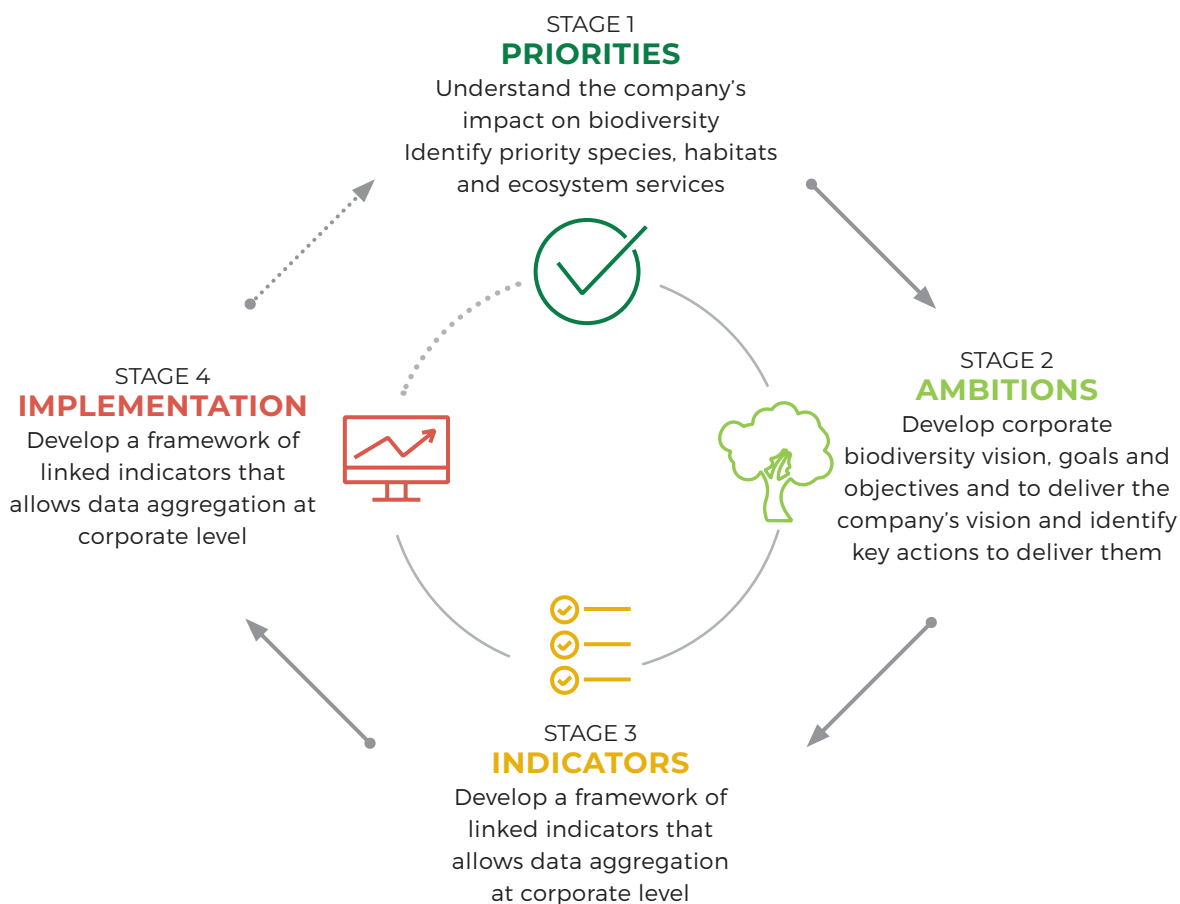 STAGE 1
PRIORITIES
Understand the company’s
impact on biodiversity
Identify priority species, habitats
and ecosystem services
STAGE 2
AMBITIONS
Develop corporate
biodiversity vision, goals and
objectives and to deliver the
company’s vision and identify
key actions to deliver them
STAGE 3
INDICATORS
Develop a framework of
linked indicators that
allows data aggregation
at corporate level
STAGE 4
IMPLEMENTATION
Develop a framework of
linked indicators that
allows data aggregation at
corporate level